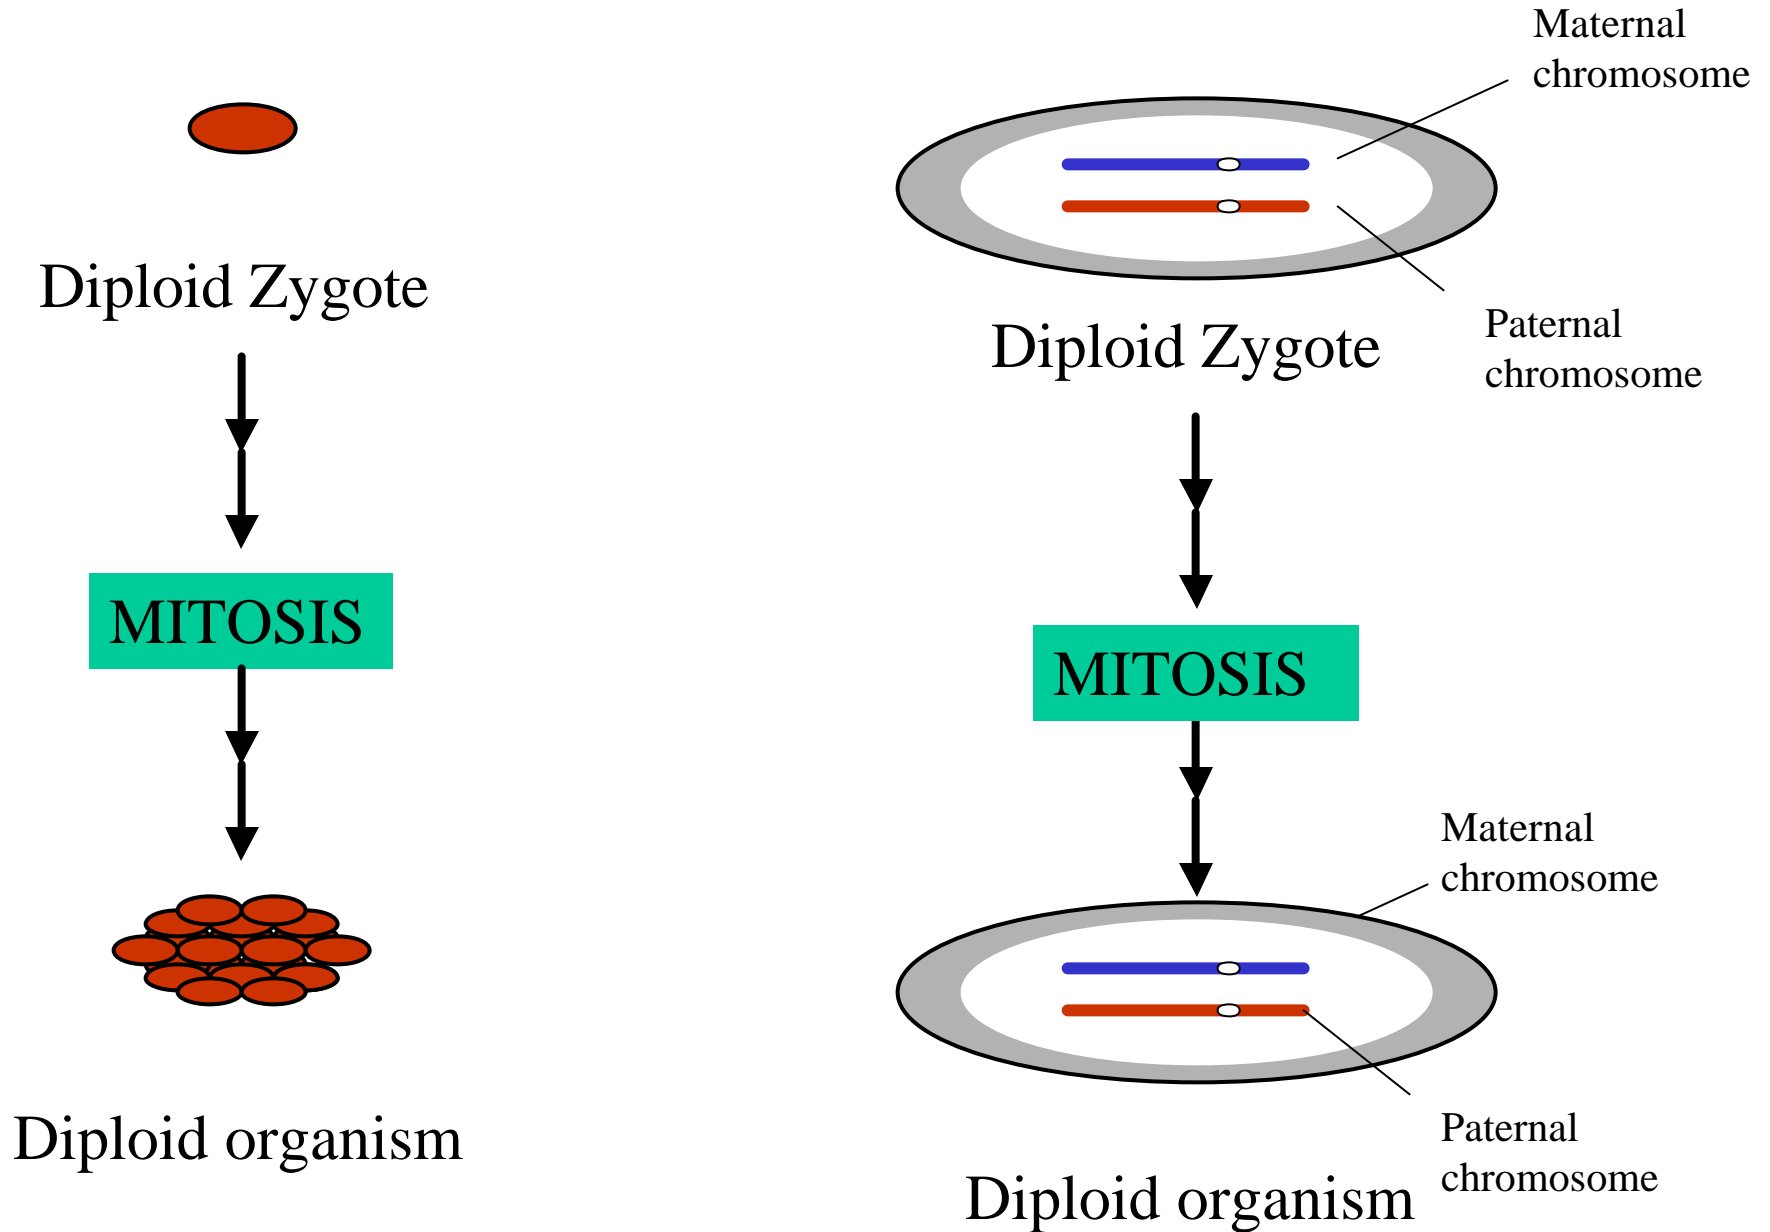 Diploid Zygote
MITOSIS
Diploid organism
Maternal
chromosome
Paternal
chromosome
Diploid Zygote
MITOSIS
Maternal
chromosome
Paternal
chromosome
Diploid organism